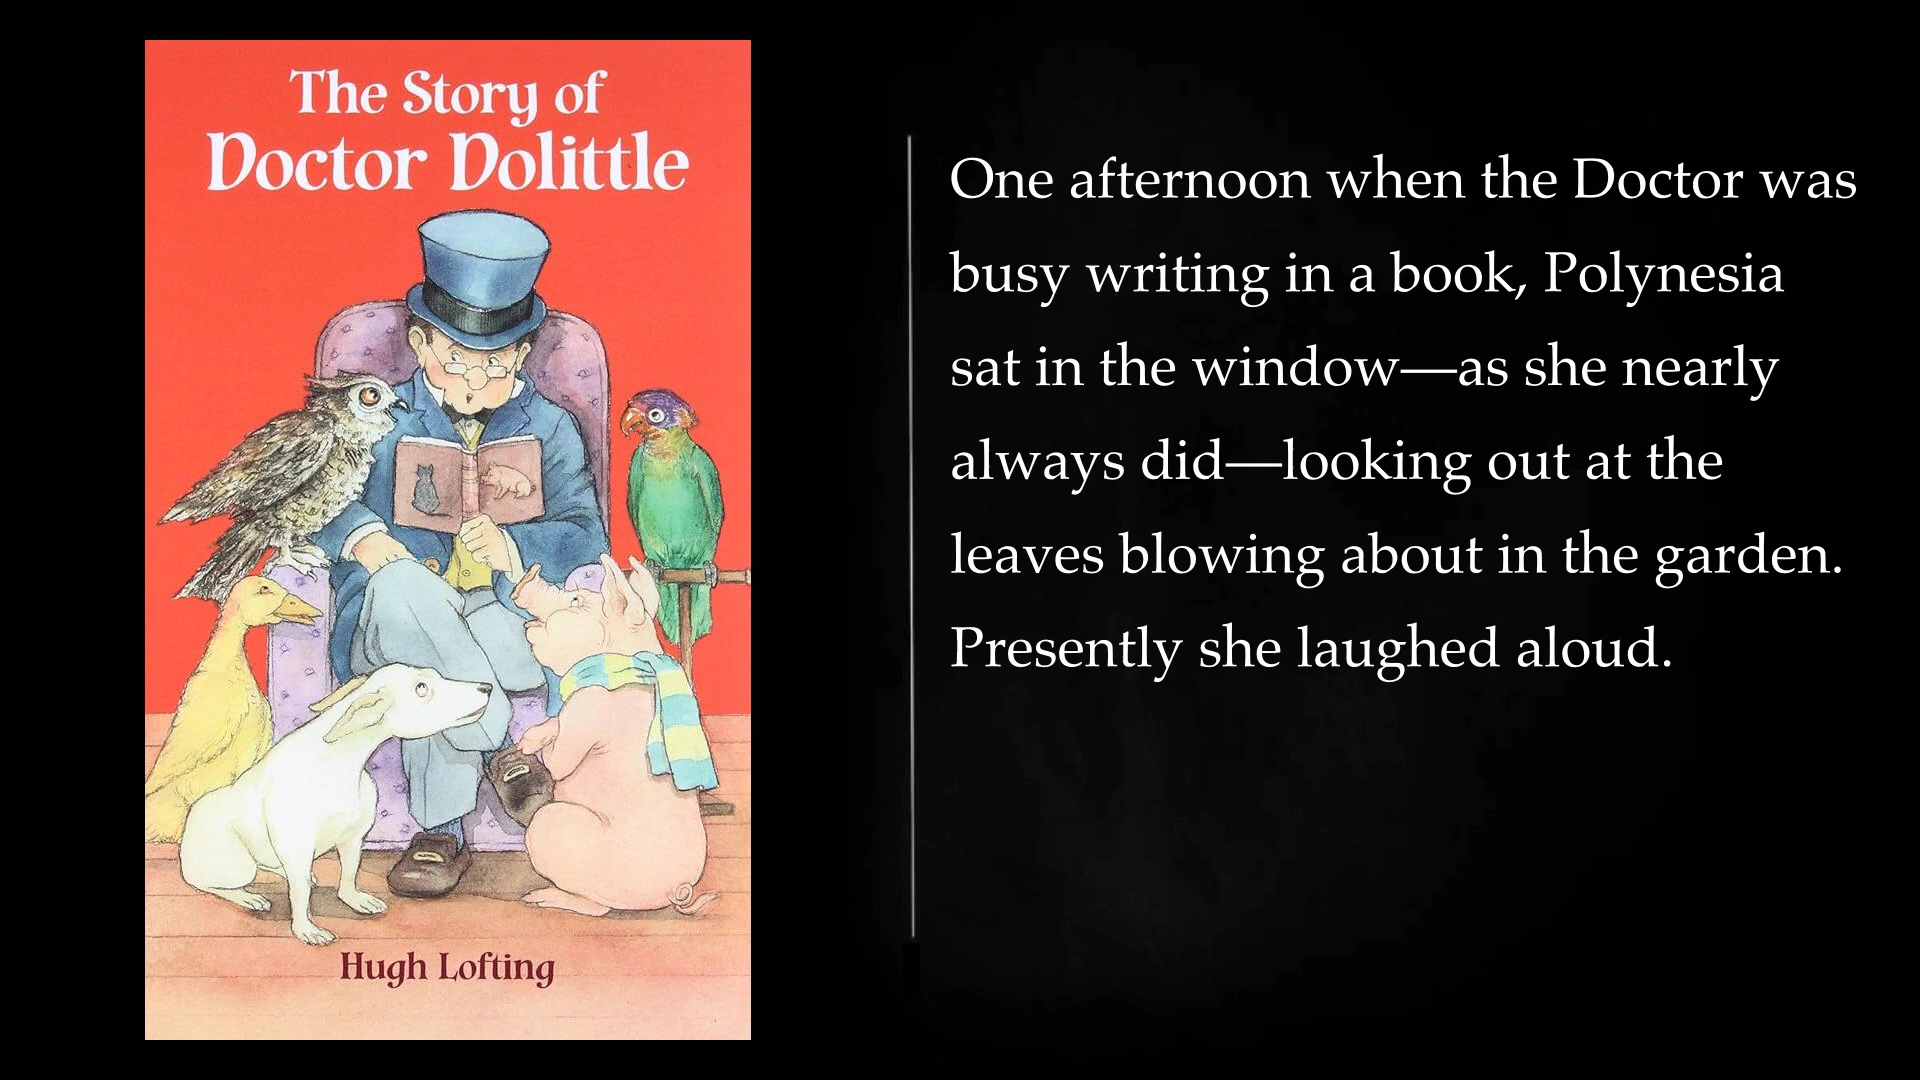 The Story of
Doctor Dolittle
Hugh Lofting
One afternoon when the Doctor was
busy writing in a book, Polynesia
sat in the window—as she nearly
always did—looking out at the
leaves blowing about in the garden.
Presently she laughed aloud.